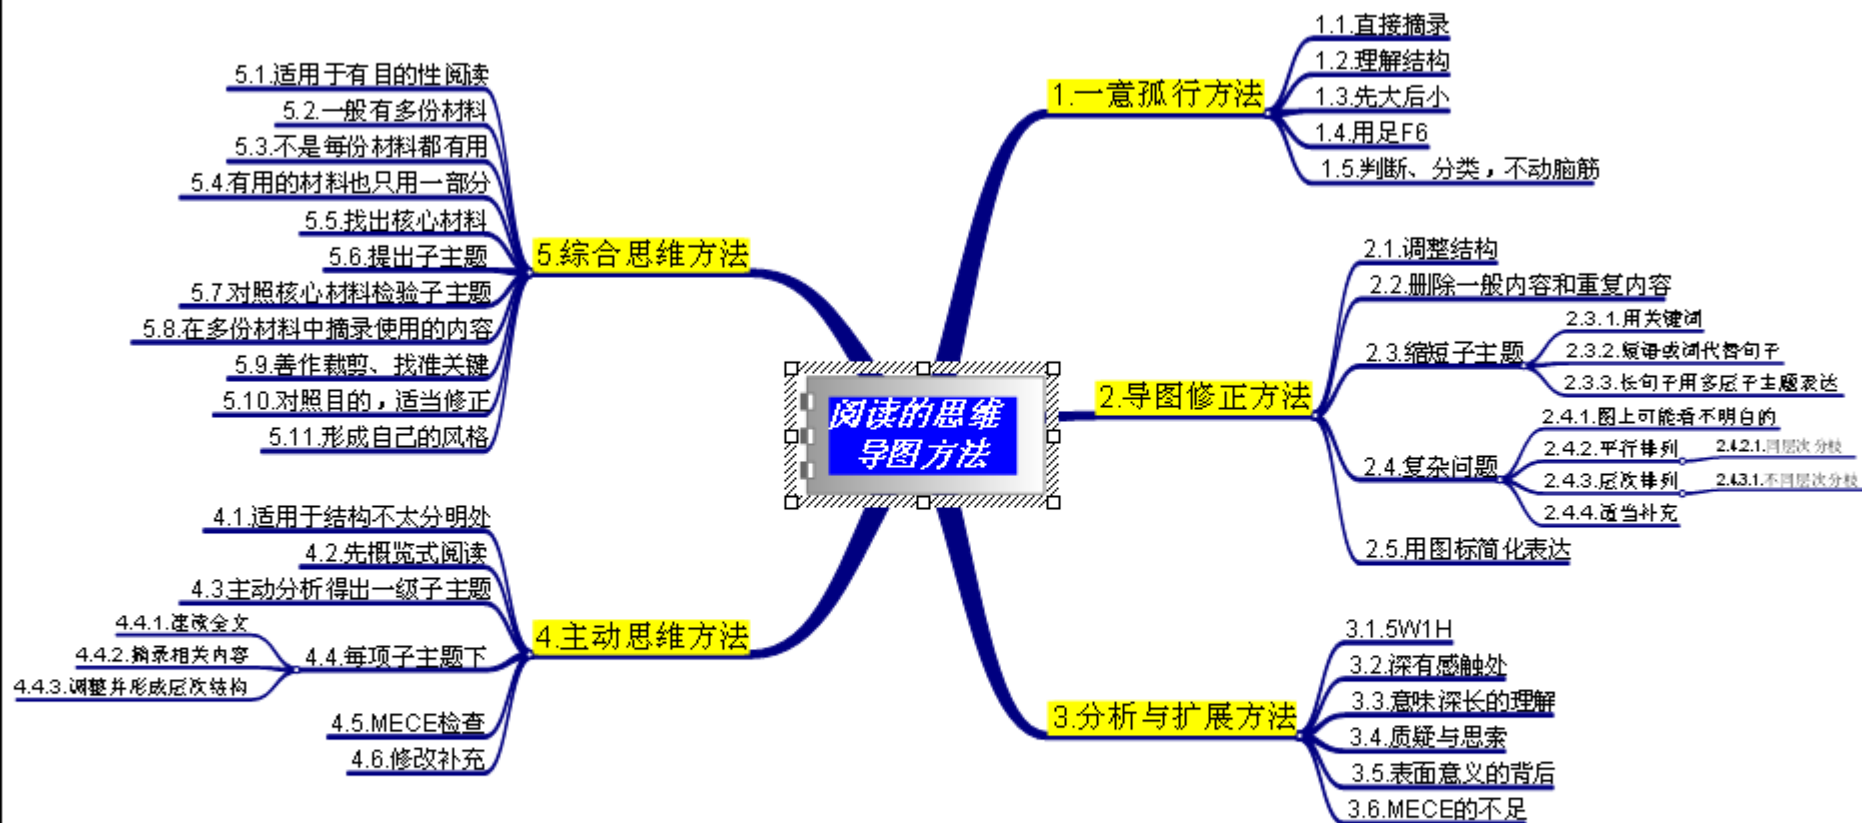 阅读的思维
导图方法
1.一意孤行方法
1.1.直接摘录
1.2.理解结构
1.3.先大后小
1.4.用足F6
1.5.判断、分类，不动脑筋
2.导图修正方法
2.1.调整结构
2.2.删除一般内容和重复内容
2.3.缩短子主题
2.3.1.用关键词
2.3.2.短语或词代替句子
2.3.3.长句子用多层子主题表达
2.4.复杂问题
2.4.1.图上可能看不明白的
2.4.2.平行排列
2.4.2.1.同层次分枝
2.4.3.层次排列
2.4.3.1.不同层次分枝
2.4.4.适当补充
2.5.用图标简化表达
3.分析与扩展方法
3.1.5W1H
3.2.深有感触处
3.3.意味深长的理解
3.4.质疑与思索
3.5.表面意义的背后
3.6.MECE的不足
4.主动思维方法
4.1.适用于结构不太分明处
4.2.先概览式阅读
4.3.主动分析得出一级子主题
4.4.每项子主题下
4.4.1.速读全文
4.4.2.摘录相关内容
4.4.3.调整并形成层次结构
4.5.MECE检查
4.6.修改补充
5.综合思维方法
5.1.适用于有目的性阅读
5.2.一般有多份材料
5.3.不是每份材料都有用
5.4.有用的材料也只用一部分
5.5.找出核心材料
5.6.提出子主题
5.7.对照核心材料检验子主题
5.8.在多份材料中摘录使用的内容
5.9.善作裁剪、找准关键
5.10.对照目的，适当修正
5.11.形成自己的风格